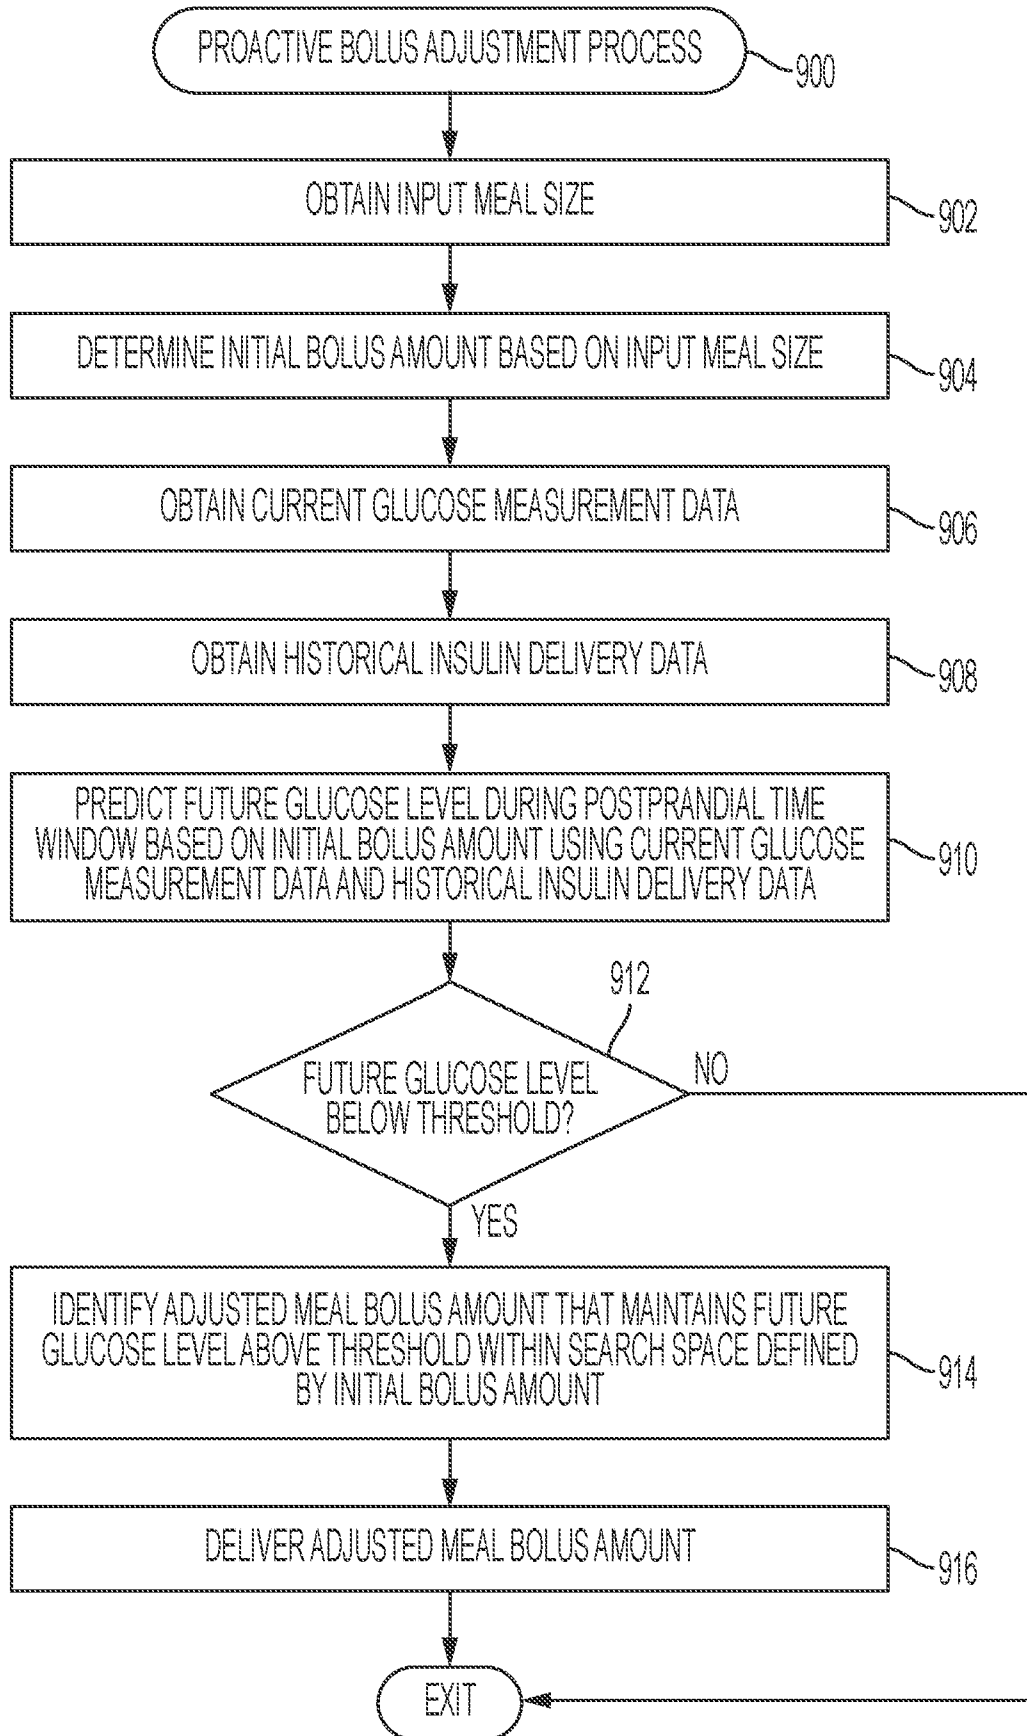 PROACTIVE BOLUS ADJUSTMENT PROCESS
900
OBTAIN INPUT MEAL SIZE
902
DETERMINE INITIAL BOLUS AMOUNT BASED ON INPUT MEAL SIZE
904
OBTAIN CURRENT GLUCOSE MEASUREMENT DATA
906
OBTAIN HISTORICAL INSULIN DELIVERY DATA
908
PREDICT FUTURE GLUCOSE LEVEL DURING POSTPRANDIAL TIME
WINDOW BASED ON INITIAL BOLUS AMOUNT USING CURRENT GLUCOSE
MEASUREMENT DATA AND HISTORICAL INSULIN DELIVERY DATA
910
912
FUTURE GLUCOSE LEVEL
BELOW THRESHOLD?
NO
YES
IDENTIFY ADJUSTED MEAL BOLUS AMOUNT THAT MAINTAINS FUTURE
GLUCOSE LEVEL ABOVE THRESHOLD WITHIN SEARCH SPACE DEFINED
BY INITIAL BOLUS AMOUNT
914
DELIVER ADJUSTED MEAL BOLUS AMOUNT
916
EXIT